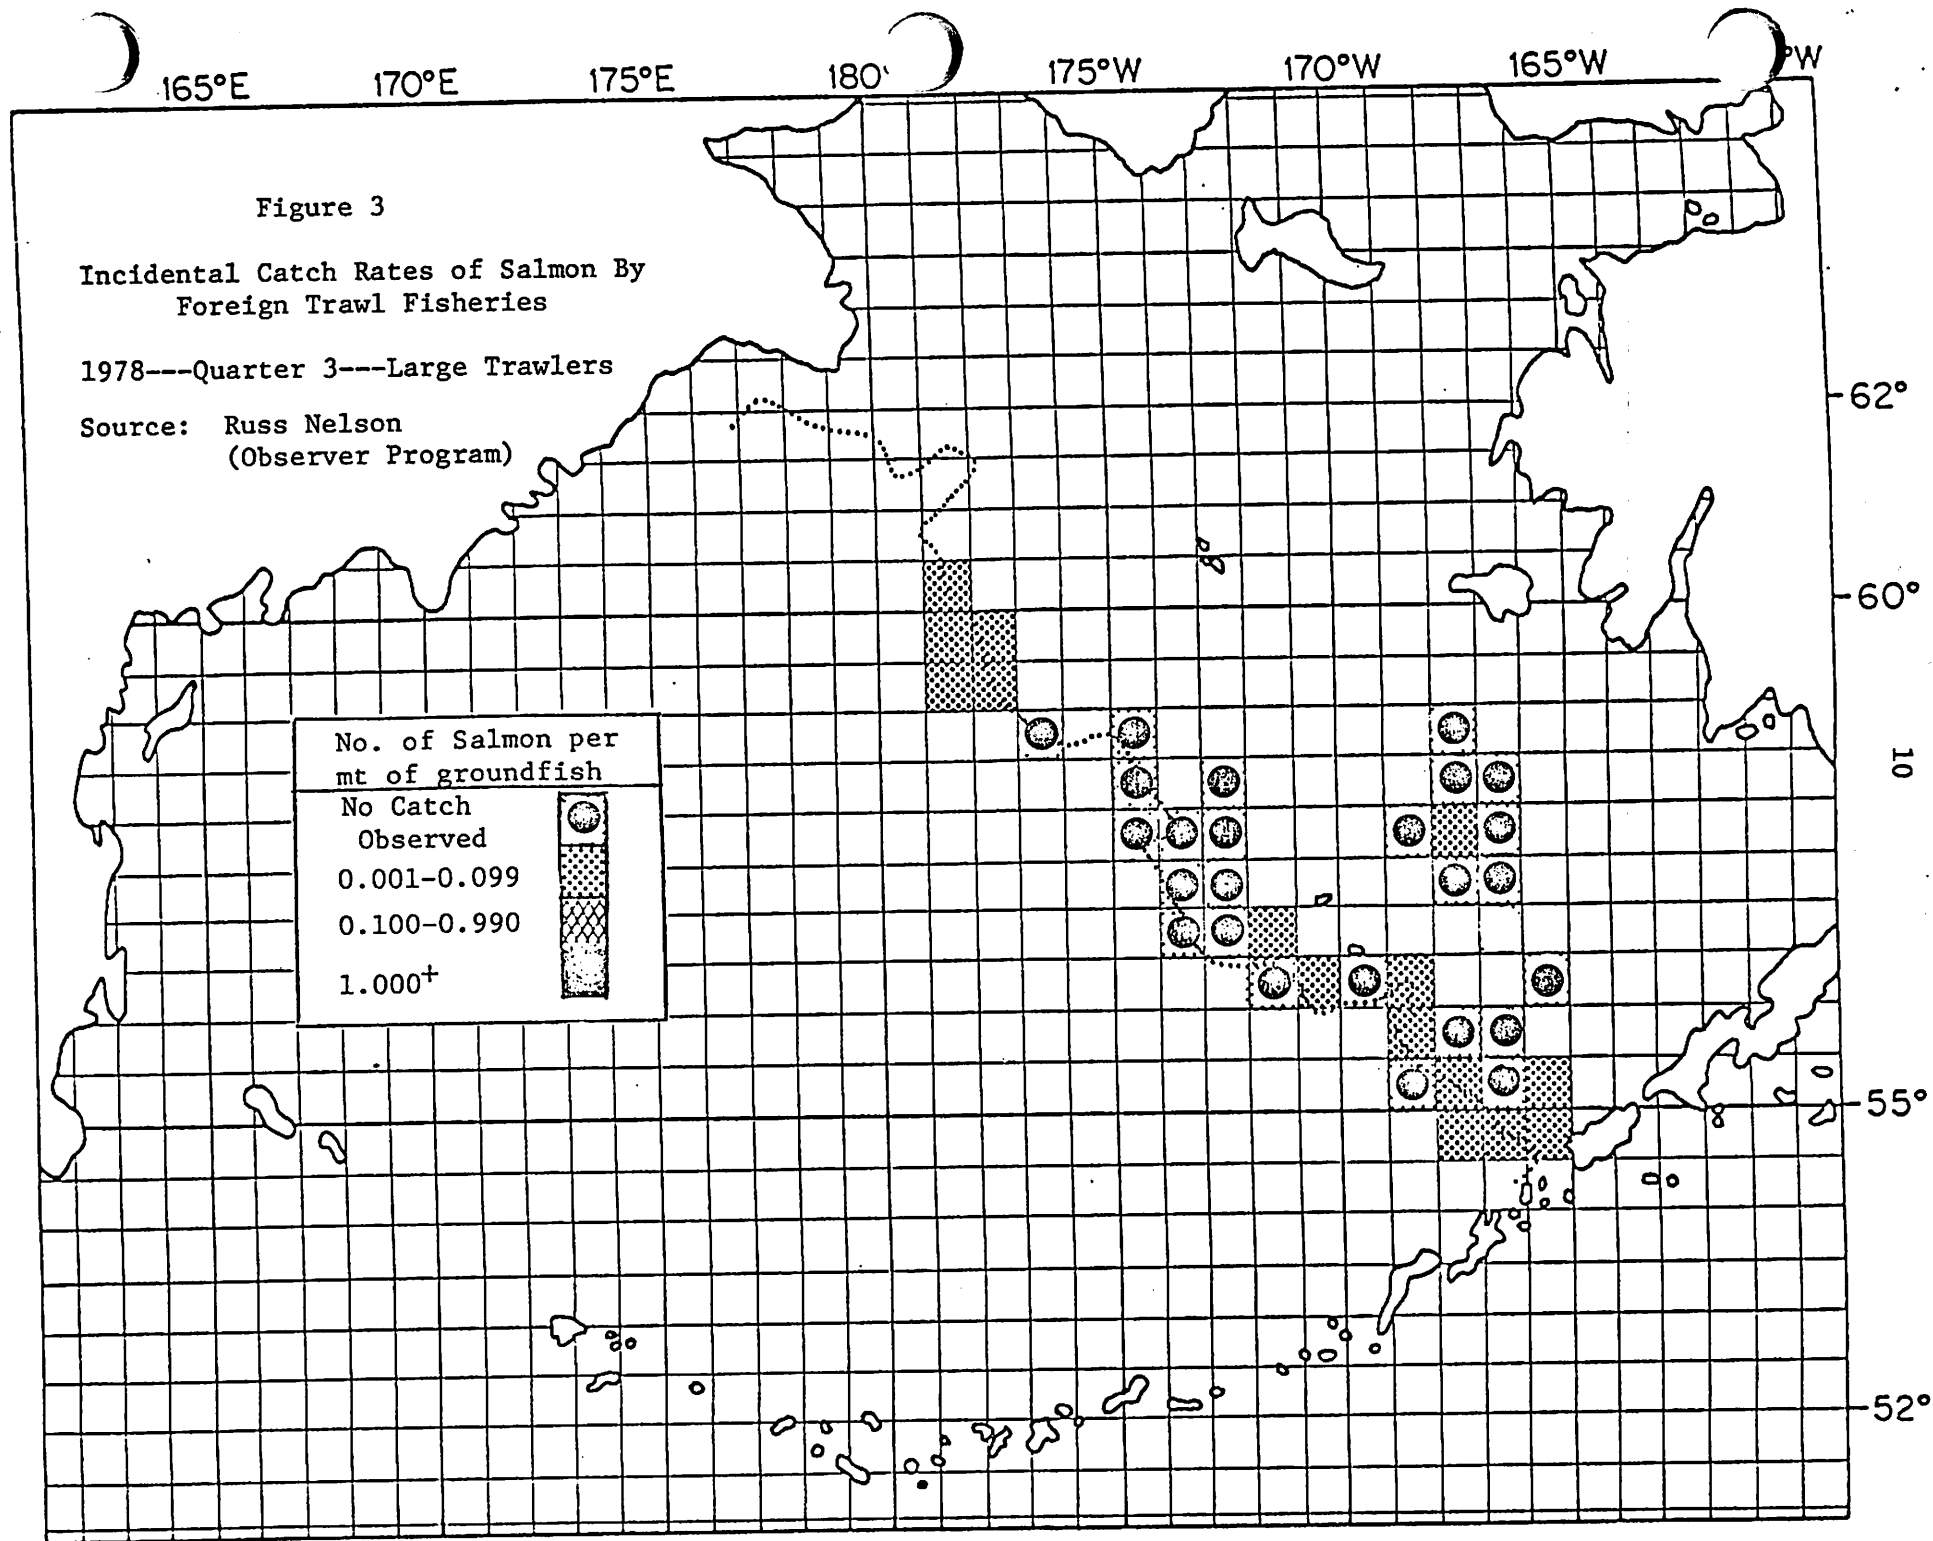 165°E 170°E 175°E 180' 175°W 170°W 165°W °W
Figure 3
Incidental Catch Rates of Salmon By
Foreign Trawl Fisheries
1978---Quarter 3---Large Trawlers
Source: Russ Nelson
(Observer Program)
62°
60°
No. of Salmon per
mt of groundfish
No Catch
Observed
0.001-0.099
0.100-0.990
1.000+
10
55°
52°